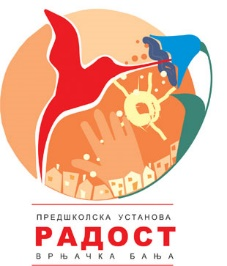 ПРЕДШКОЛСКА УСТАНОВА
РАДОСТ
ВРЊАЧКА БАЊА